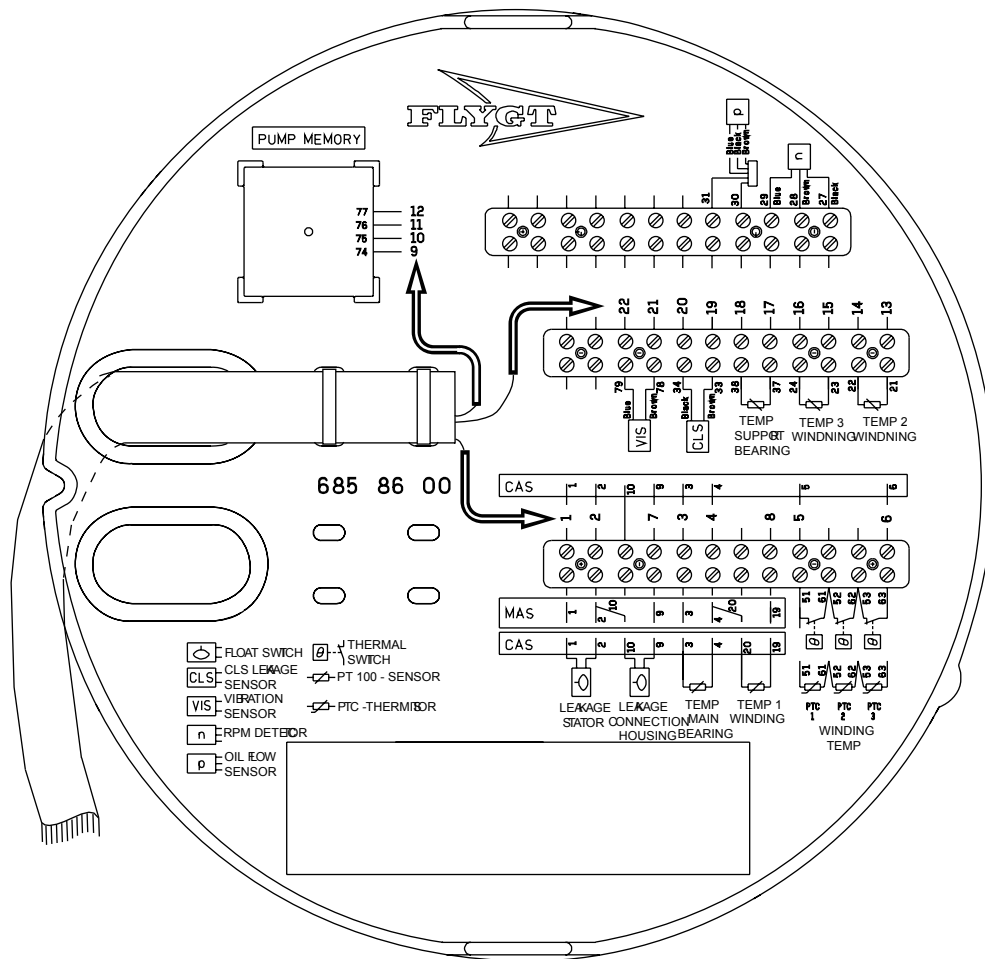 FLYGT
PUMP MEMORY
77 12
76 11
75 10
74 9
p
Blue
Black
Brown
n
31 30 29 28 27
Blue
Brown
Black
22 21 20 19 18 17 16 15 14 13
79 78 34 33 38 37 24 23 22 21
Blue
Brown
Black
Brown
VIS
CLS
TEMP
SUPPORT
BEARING
TEMP 3
WINDNING
TEMP 2
WINDNING
685 86 00
CAS 1 2 10 9 3 4 5 6
1 2 7 3 4 8 5 6
MAS 1 2 10 9 3 4 20 19
CAS 1 2 10 9 3 4 20 19
51 61 52 62 53 63
θ θ θ
51 61 52 62 53 63
LEAKAGE
STATOR
LEAKAGE
CONNECTION
HOUSING
TEMP
MAIN
BEARING
TEMP 1
WINDING
PTC
1
PTC
2
PTC
3
WINDING
TEMP
FLOAT SWITCH
CLS
CLS LEAKAGE
SENSOR
VIS
VIBRATION
SENSOR
n
RPM DETECTOR
p
OIL FLOW
SENSOR
θ
THERMAL
SWITCH
PT 100 - SENSOR
PTC -THERMISTOR